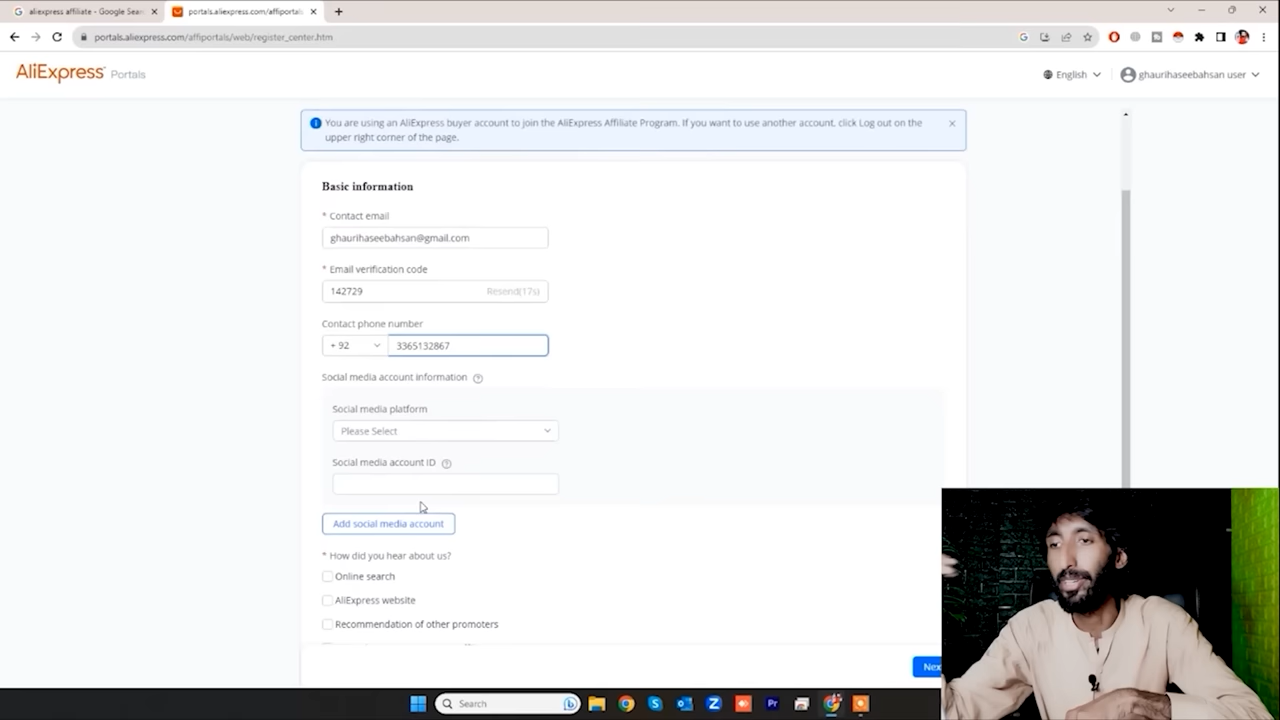 aliexpress affiliate - Google Sear
portals.aliexpress.com/affiportals
portals.aliexpress.com/affiportals/web/register_center.htm
AliExpress Portals
English
ghaurihaseebahsan user
You are using an AliExpress buyer account to join the AliExpress Affiliate Program. If you want to use another account, click Log out on the
upper right corner of the page.
Basic information
* Contact email
ghaurihaseebahsan@gmail.com
* Email verification code
142729
Resend(17s)
Contact phone number
+ 92
3365132867
Social media account information
Social media platform
Please Select
Social media account ID
Add social media account
* How did you hear about us?
Online search
AliExpress website
Recommendation of other promoters
Nex
Search